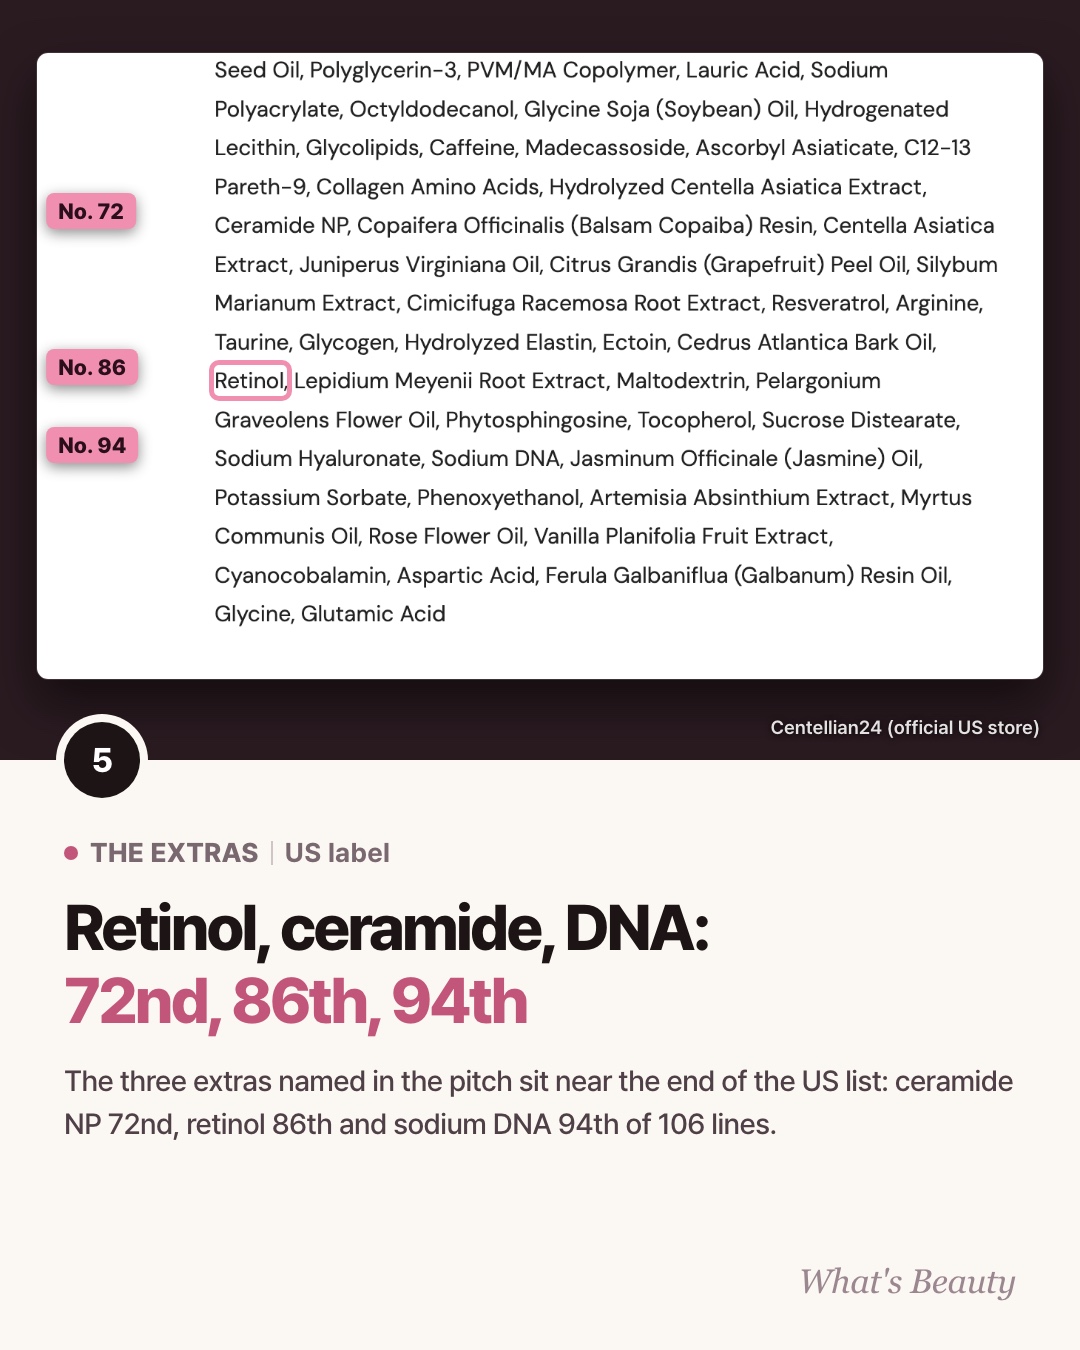 Seed Oil, Polyglycerin-3, PVM/MA Copolymer, Lauric Acid, Sodium
Polyacrylate, Octyldodecanol, Glycine Soja (Soybean) Oil, Hydrogenated
Lecithin, Glycolipids, Caffeine, Madecassoside, Ascorbyl Asiaticate, C12-13
Pareth-9, Collagen Amino Acids, Hydrolyzed Centella Asiatica Extract,
No. 72
Ceramide NP, Copaifera Officinalis (Balsam Copaiba) Resin, Centella Asiatica
Extract, Juniperus Virginiana Oil, Citrus Grandis (Grapefruit) Peel Oil, Silybum
Marianum Extract, Cimicifuga Racemosa Root Extract, Resveratrol, Arginine,
Taurine, Glycogen, Hydrolyzed Elastin, Ectoin, Cedrus Atlantica Bark Oil,
No. 86
Retinol, Lepidium Meyenii Root Extract, Maltodextrin, Pelargonium
Graveolens Flower Oil, Phytosphingosine, Tocopherol, Sucrose Distearate,
No. 94
Sodium Hyaluronate, Sodium DNA, Jasminum Officinale (Jasmine) Oil,
Potassium Sorbate, Phenoxyethanol, Artemisia Absinthium Extract, Myrtus
Communis Oil, Rose Flower Oil, Vanilla Planifolia Fruit Extract,
Cyanocobalamin, Aspartic Acid, Ferula Galbaniflua (Galbanum) Resin Oil,
Glycine, Glutamic Acid
Centellian24 (official US store)
5
THE EXTRAS | US label
Retinol, ceramide, DNA:
72nd, 86th, 94th
The three extras named in the pitch sit near the end of the US list: ceramide
NP 72nd, retinol 86th and sodium DNA 94th of 106 lines.
What's Beauty